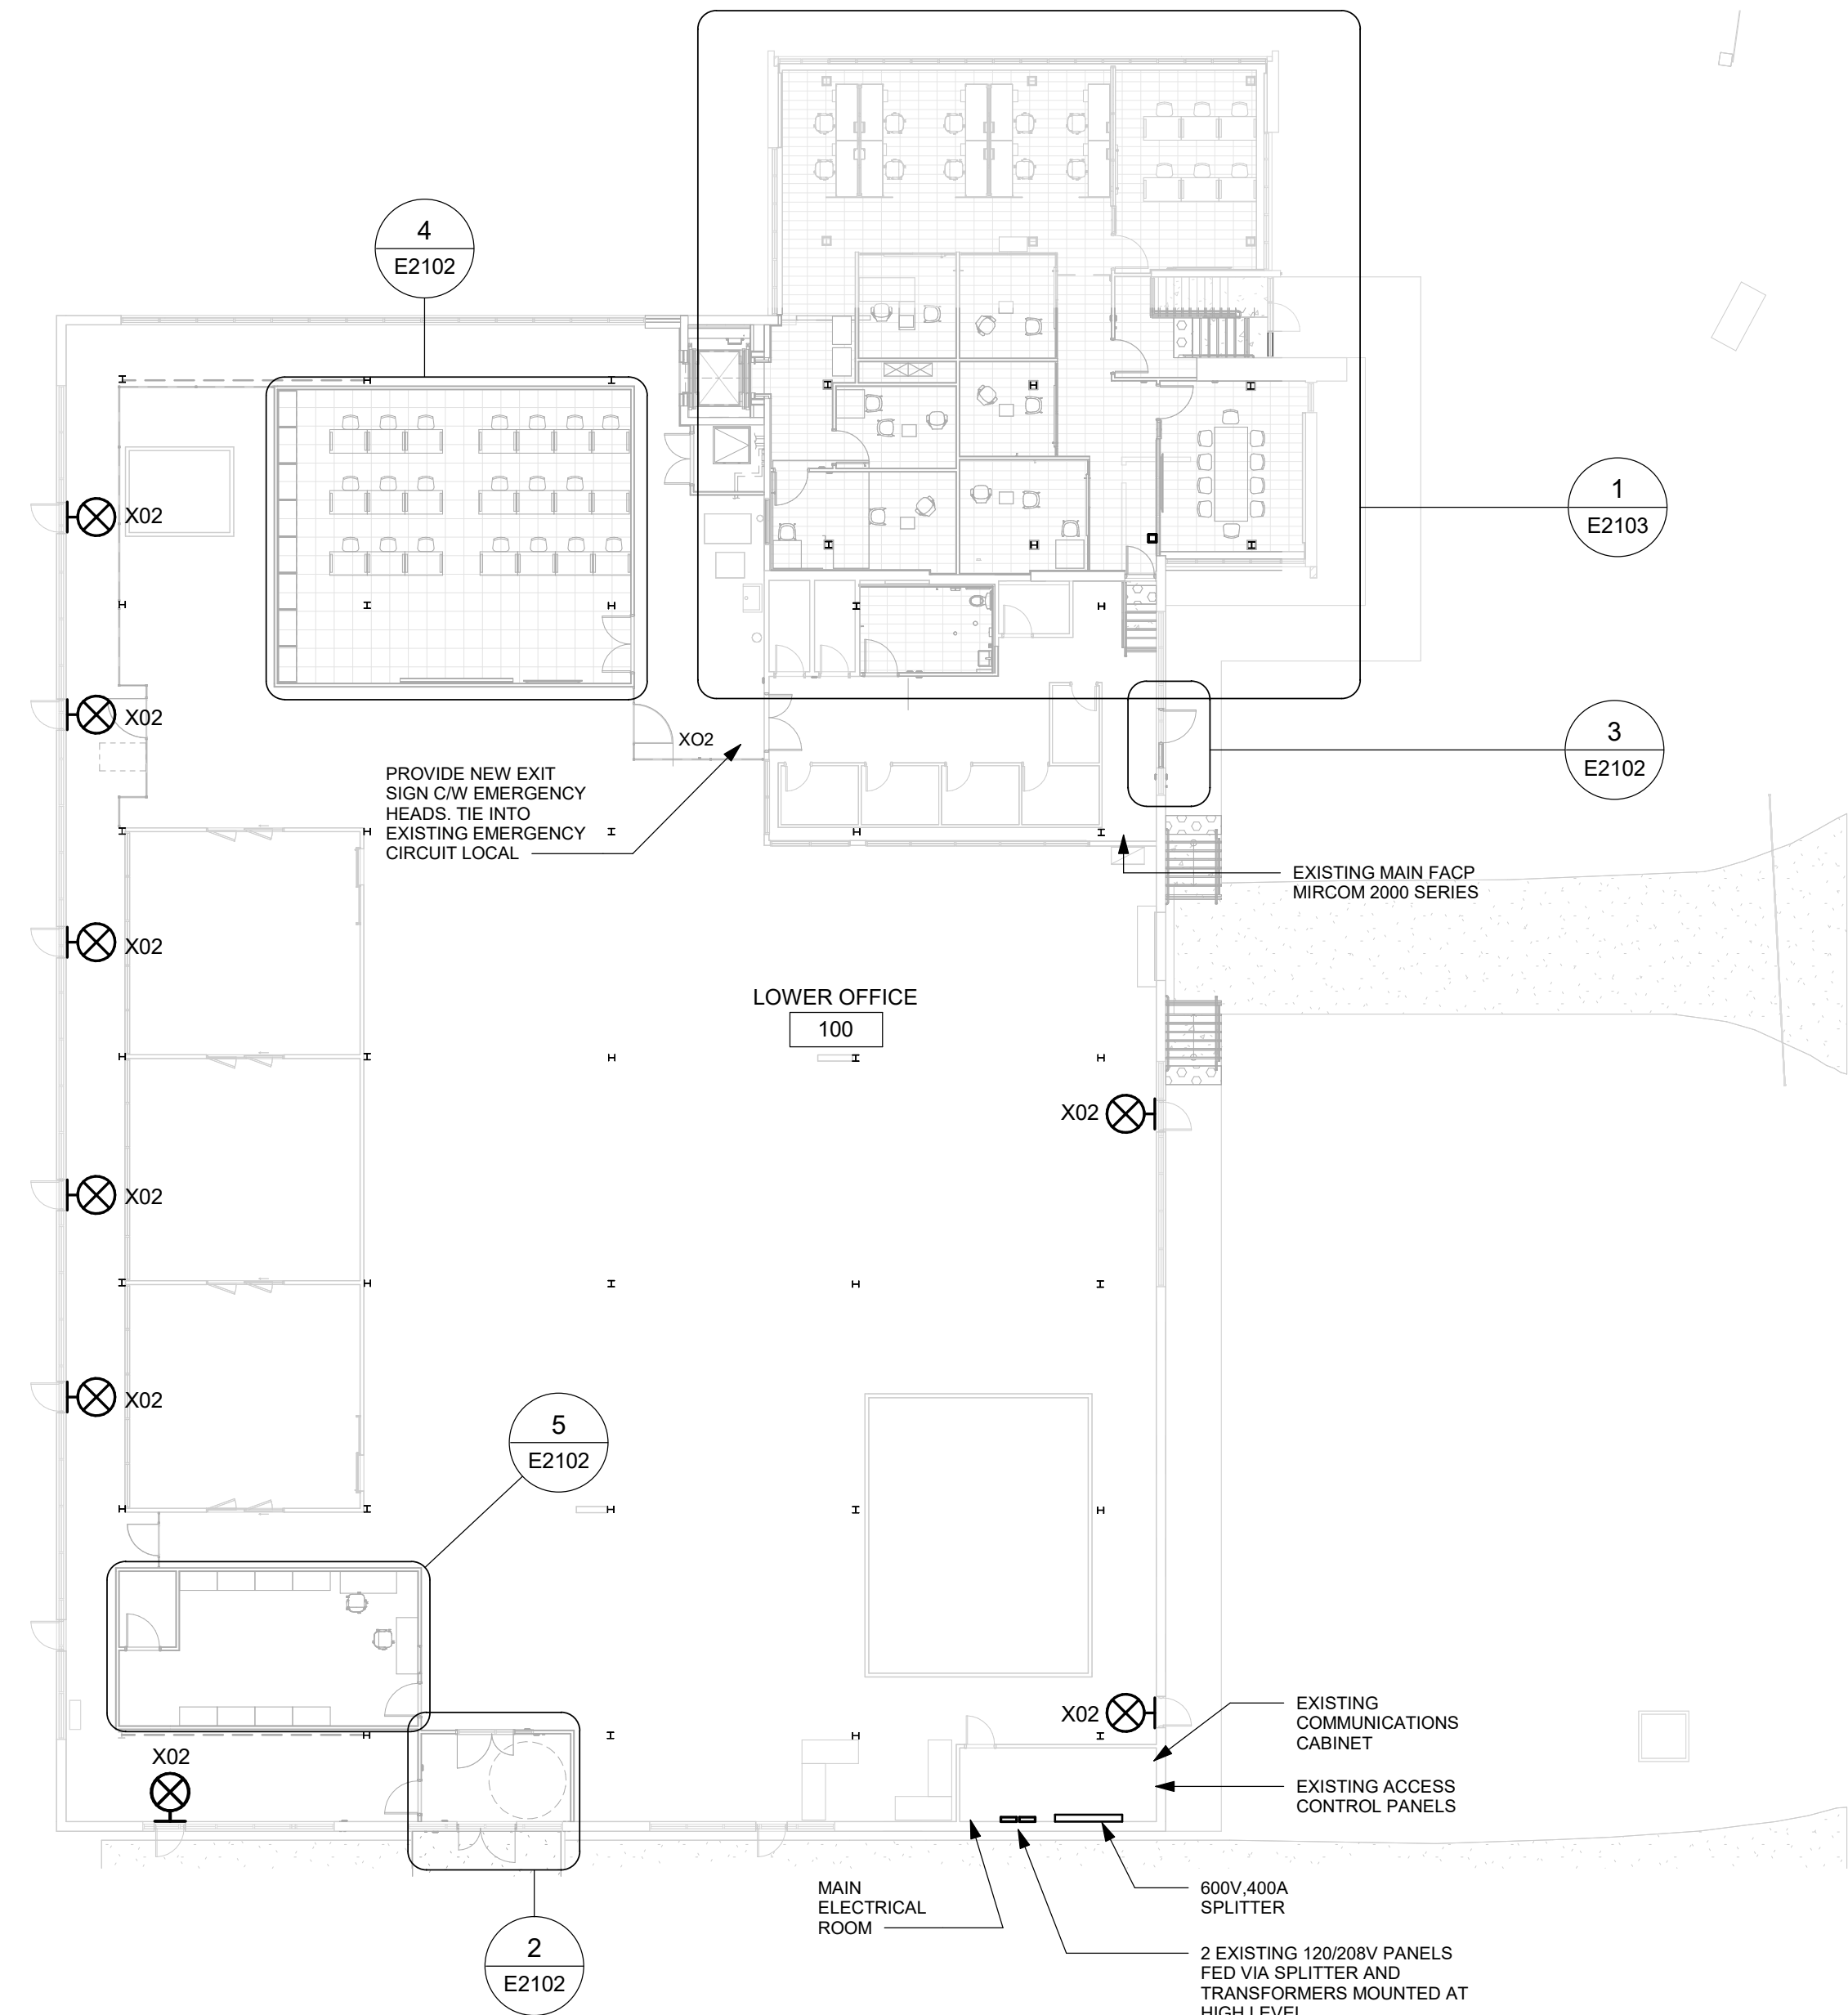 4
E2102
1
E2103
X02
X02
XO2
3
E2102
PROVIDE NEW EXIT
SIGN C/W EMERGENCY
HEADS. TIE INTO
EXISTING EMERGENCY
CIRCUIT LOCAL
EXISTING MAIN FACP
MIRCOM 2000 SERIES
X02
LOWER OFFICE
100
X02
X02
X02
5
E2102
X02
EXISTING
COMMUNICATIONS
CABINET
X02
EXISTING ACCESS
CONTROL PANELS
MAIN
ELECTRICAL
ROOM
600V,400A
SPLITTER
2
E2102
2 EXISTING 120/208V PANELS
FED VIA SPLITTER AND
TRANSFORMERS MOUNTED AT
HIGH LEVEL